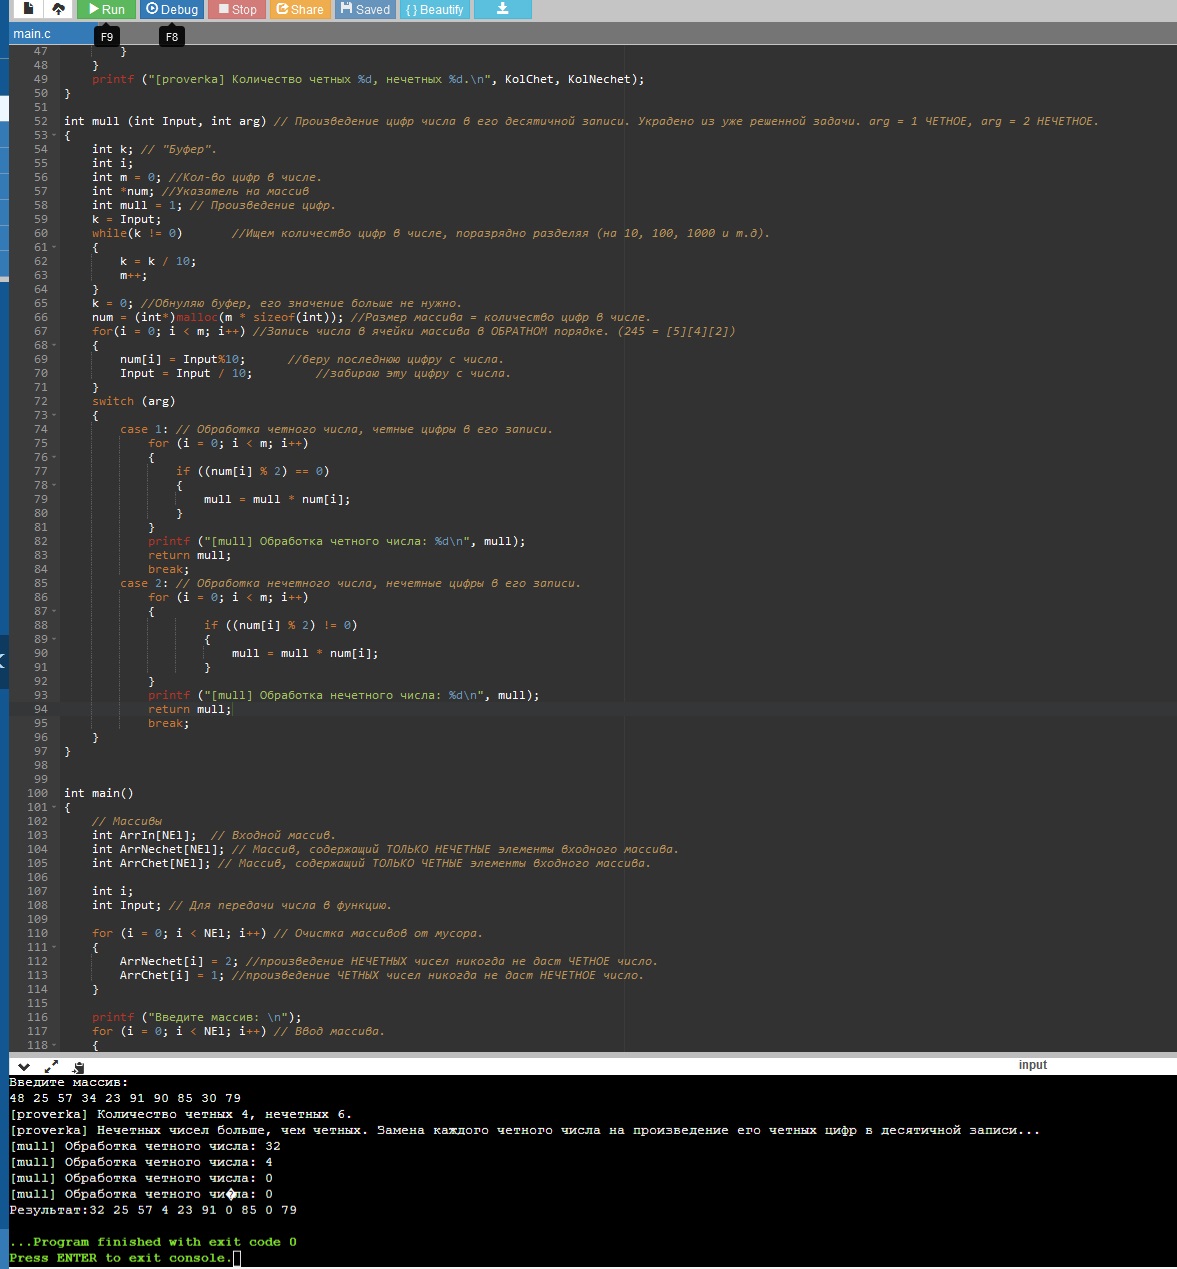 Run Debug Stop Share Saved { } Beautify
main.c F9 F8
47 }
48 }
49 printf ("[proverka] Количество четных %d, нечетных %d.\n", KolChet, KolNechet);
50 }
51
52 int mull (int Input, int arg) // Произведение цифр числа в его десятичной записи. Украдено из уже решенной задачи. arg = 1 ЧЕТНОЕ, arg = 2 НЕЧЕТНОЕ.
53 {
54 int k; // "Буфер".
55 int i;
56 int m = 0; //Кол-во цифр в числе.
57 int *num; //Указатель на массив
58 int mull = 1; // Произведение цифр.
59 k = Input;
60 while(k != 0) //Ищем количество цифр в числе, поразрядно разделяя (на 10, 100, 1000 и т.д).
61 {
62 k = k / 10;
63 m++;
64 }
65 k = 0; //Обнуляю буфер, его значение больше не нужно.
66 num = (int*)malloc(m * sizeof(int)); //Размер массива = количество цифр в числе.
67 for(i = 0; i < m; i++) //Запись числа в ячейки массива в ОБРАТНОМ порядке. (245 = [5][4][2])
68 {
69 num[i] = Input%10; //беру последнюю цифру с числа.
70 Input = Input / 10; //забираю эту цифру с числа.
71 }
72 switch (arg)
73 {
74 case 1: // Обработка четного числа, четные цифры в его записи.
75 for (i = 0; i < m; i++)
76 {
77 if ((num[i] % 2) == 0)
78 {
79 mull = mull * num[i];
80 }
81 }
82 printf ("[mull] Обработка четного числа: %d\n", mull);
83 return mull;
84 break;
85 case 2: // Обработка нечетного числа, нечетные цифры в его записи.
86 for (i = 0; i < m; i++)
87 {
88 if ((num[i] % 2) != 0)
89 {
90 mull = mull * num[i];
91 }
92 }
93 printf ("[mull] Обработка нечетного числа: %d\n", mull);
94 return mull;
95 break;
96 }
97 }
98
99
100 int main()
101 {
102 // Массивы
103 int ArrIn[NEl]; // Входной массив.
104 int ArrNechet[NEl]; // Массив, содержащий ТОЛЬКО НЕЧЕТНЫЕ элементы входного массива.
105 int ArrChet[NEl]; // Массив, содержащий ТОЛЬКО ЧЕТНЫЕ элементы входного массива.
106
107 int i;
108 int Input; // Для передачи числа в функцию.
109
110 for (i = 0; i < NEl; i++) // Очистка массивов от мусора.
111 {
112 ArrNechet[i] = 2; //произведение НЕЧЕТНЫХ чисел никогда не даст ЧЕТНОЕ число.
113 ArrChet[i] = 1; //произведение ЧЕТНЫХ чисел никогда не даст НЕЧЕТНОЕ число.
114 }
115
116 printf ("Введите массив: \n");
117 for (i = 0; i < NEl; i++) // Ввод массива.
118 {
input
Введите массив:
48 25 57 34 23 91 90 85 30 79
[proverka] Количество четных 4, нечетных 6.
[proverka] Нечетных чисел больше, чем четных. Замена каждого четного числа на произведение его четных цифр в десятичной записи...
[mull] Обработка четного числа: 32
[mull] Обработка четного числа: 4
[mull] Обработка четного числа: 0
[mull] Обработка четного чи�ла: 0
Результат:32 25 57 4 23 91 0 85 0 79
...Program finished with exit code 0
Press ENTER to exit console.